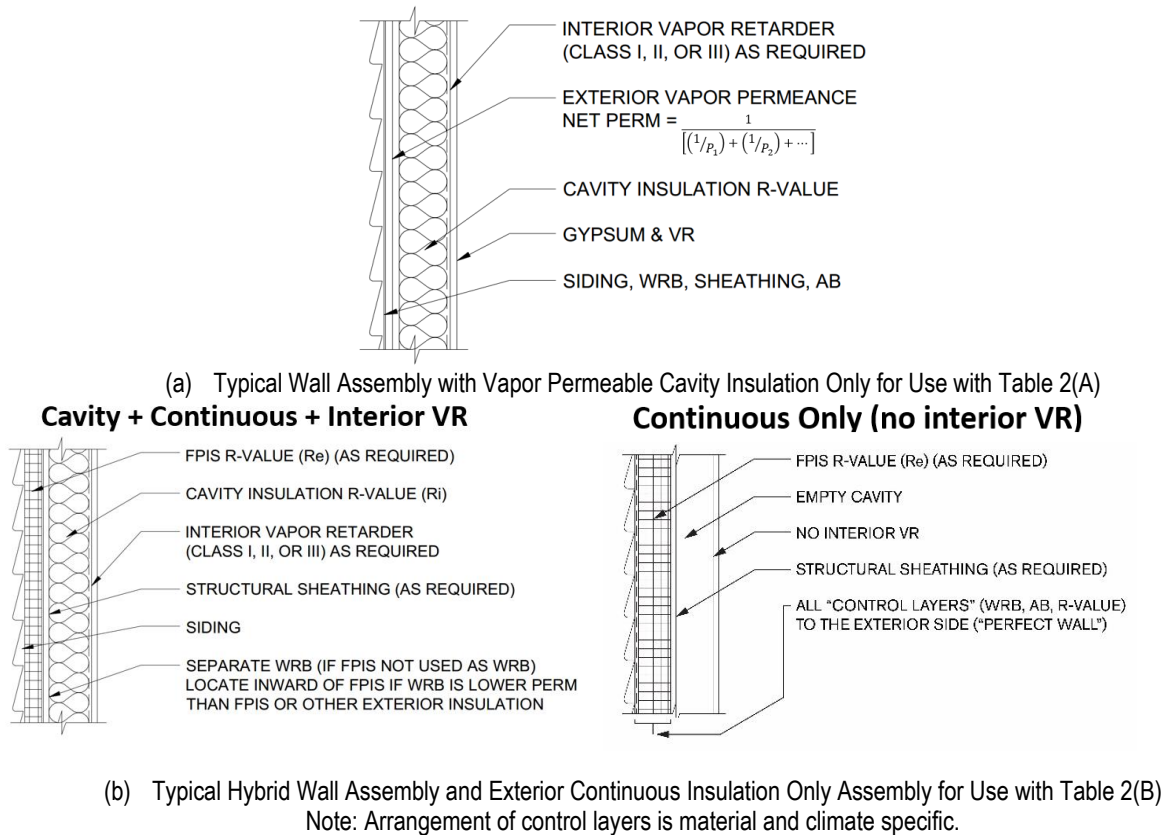 INTERIOR VAPOR RETARDER
(CLASS I, II, OR III) AS REQUIRED
EXTERIOR VAPOR PERMEANCE
NET PERM = 1 / [(1/P₁) + (1/P₂) + ⋯]
CAVITY INSULATION R-VALUE
GYPSUM & VR
SIDING, WRB, SHEATHING, AB
(a) Typical Wall Assembly with Vapor Permeable Cavity Insulation Only for Use with Table 2(A)
Cavity + Continuous + Interior VR
FPIS R-VALUE (Re) (AS REQUIRED)
CAVITY INSULATION R-VALUE (Ri)
INTERIOR VAPOR RETARDER
(CLASS I, II, OR III) AS REQUIRED
STRUCTURAL SHEATHING (AS REQUIRED)
SIDING
SEPARATE WRB (IF FPIS NOT USED AS WRB)
LOCATE INWARD OF FPIS IF WRB IS LOWER PERM
THAN FPIS OR OTHER EXTERIOR INSULATION
Continuous Only (no interior VR)
FPIS R-VALUE (Re) (AS REQUIRED)
EMPTY CAVITY
NO INTERIOR VR
STRUCTURAL SHEATHING (AS REQUIRED)
ALL “CONTROL LAYERS” (WRB, AB, R-VALUE)
TO THE EXTERIOR SIDE (“PERFECT WALL”)
(b) Typical Hybrid Wall Assembly and Exterior Continuous Insulation Only Assembly for Use with Table 2(B)
Note: Arrangement of control layers is material and climate specific.